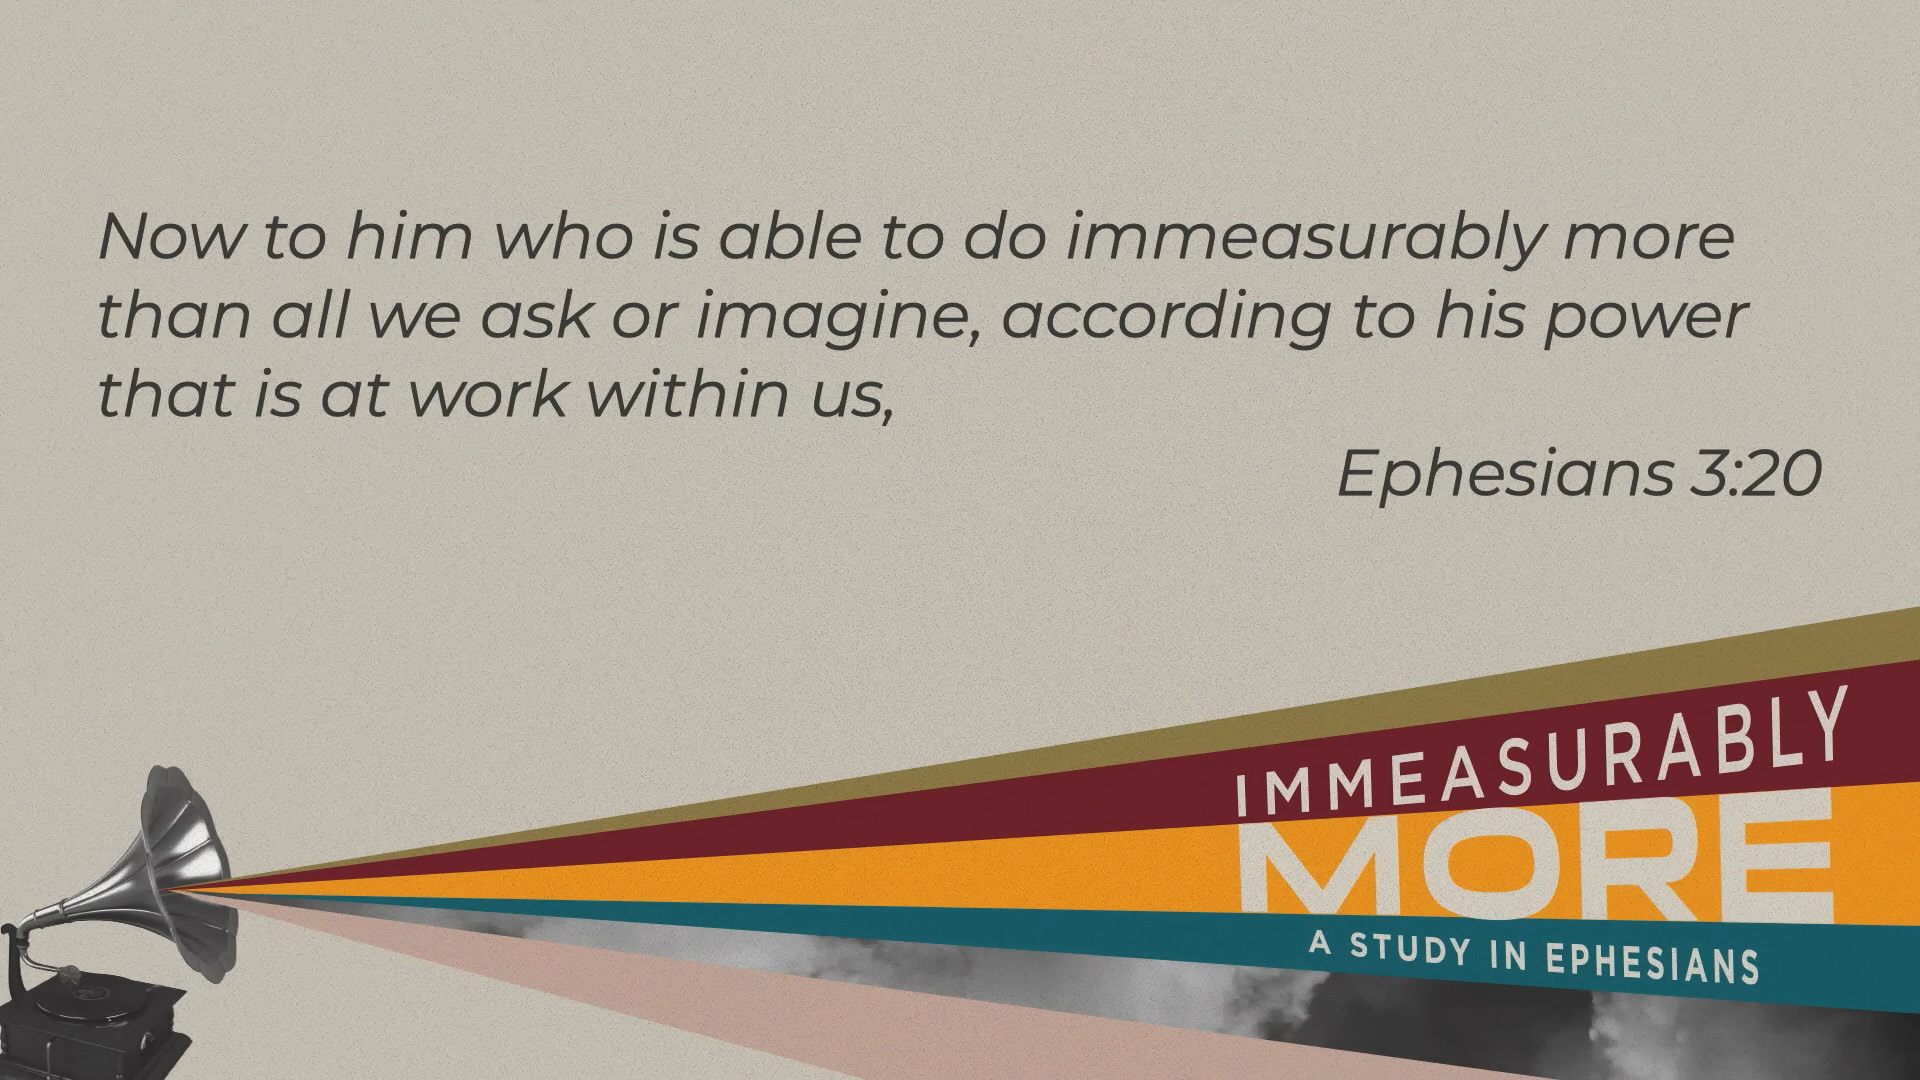 Now to him who is able to do immeasurably more
than all we ask or imagine, according to his power
that is at work within us,
Ephesians 3:20
IMMEASURABLY
MORE
A STUDY IN EPHESIANS